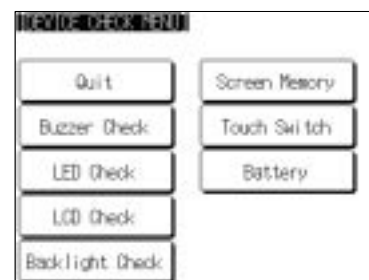 [DEVICE CHECK MENU]
Quit
Screen Memory
Buzzer Check
Touch Switch
LED Check
Battery
LCD Check
Backlight Check